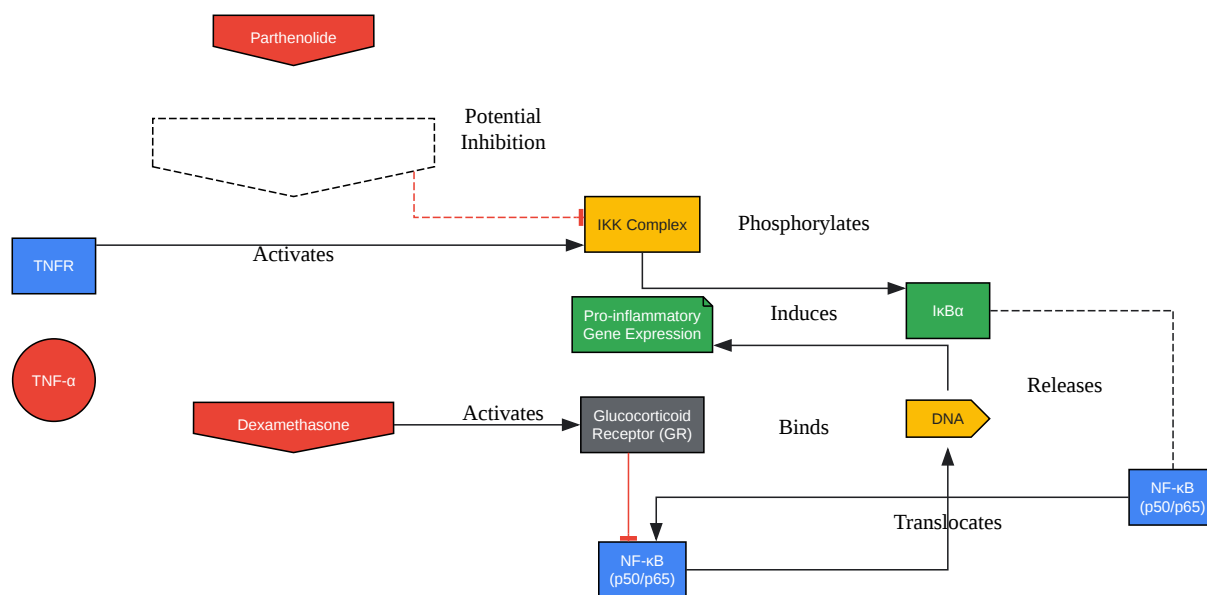 Parthenolide
Potential
Inhibition
IKK Complex
Phosphorylates
TNFR
Activates
Pro-inflammatory
Gene Expression
Induces
IκBα
TNF-α
Releases
Dexamethasone
Activates
Glucocorticoid
Receptor (GR)
Binds
DNA
NF-κB
(p50/p65)
Translocates
NF-κB
(p50/p65)